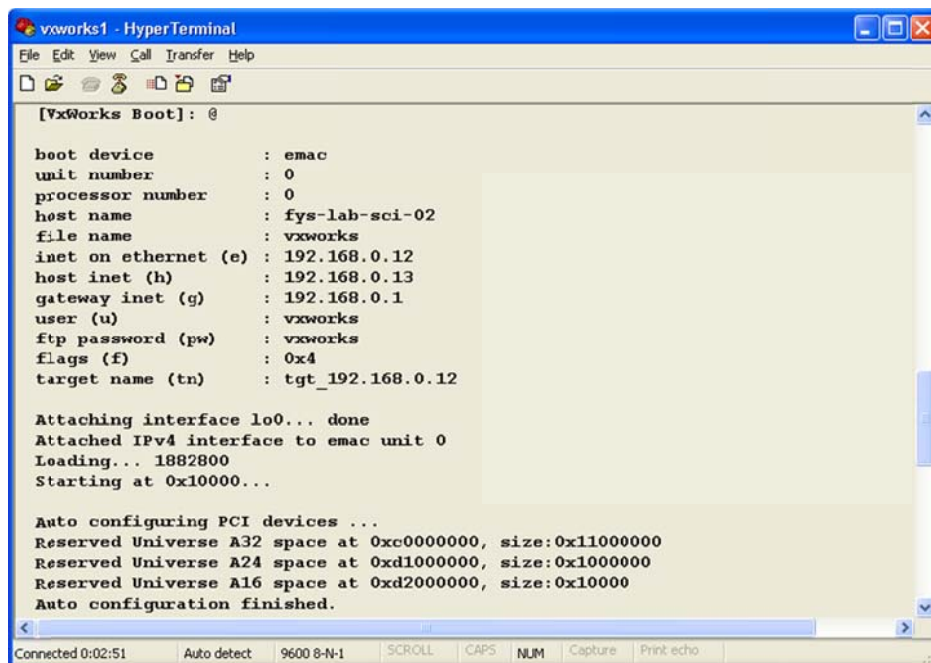 vxworks1 - HyperTerminal
File Edit View Call Transfer Help
[VxWorks Boot]: @
boot device : emac
unit number : 0
processor number : 0
host name : fys-lab-sci-02
file name : vxworks
inet on ethernet (e) : 192.168.0.12
host inet (h) : 192.168.0.13
gateway inet (g) : 192.168.0.1
user (u) : vxworks
ftp password (pw) : vxworks
flags (f) : 0x4
target name (tn) : tgt_192.168.0.12
Attaching interface lo0... done
Attached IPv4 interface to emac unit 0
Loading... 1882800
Starting at 0x10000...
Auto configuring PCI devices ...
Reserved Universe A32 space at 0xc0000000, size:0x11000000
Reserved Universe A24 space at 0xd1000000, size:0x1000000
Reserved Universe A16 space at 0xd2000000, size:0x10000
Auto configuration finished.
Connected 0:02:51 Auto detect 9600 8-N-1 SCROLL CAPS NUM Capture Print echo